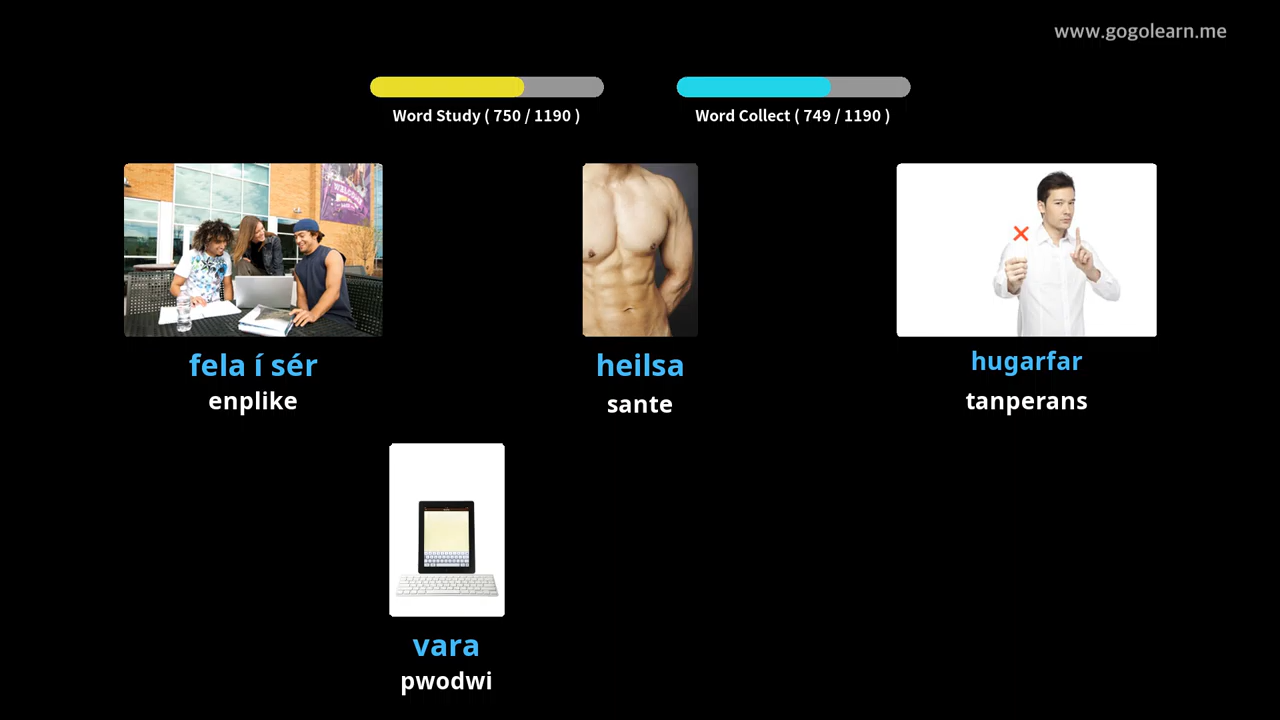 www.gogolearn.me
Word Study ( 750 / 1190 )
Word Collect ( 749 / 1190 )
WELCOME
fela í sér
enplike
heilsa
sante
hugarfar
tanperans
vara
pwodwi